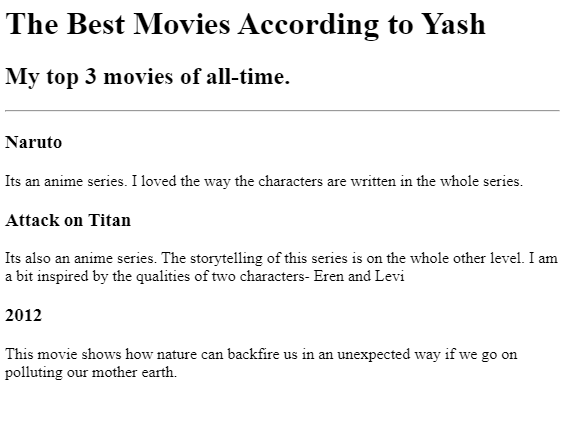 The Best Movies According to Yash
My top 3 movies of all-time.
Naruto
Its an anime series. I loved the way the characters are written in the whole series.
Attack on Titan
Its also an anime series. The storytelling of this series is on the whole other level. I am
a bit inspired by the qualities of two characters- Eren and Levi
2012
This movie shows how nature can backfire us in an unexpected way if we go on
polluting our mother earth.